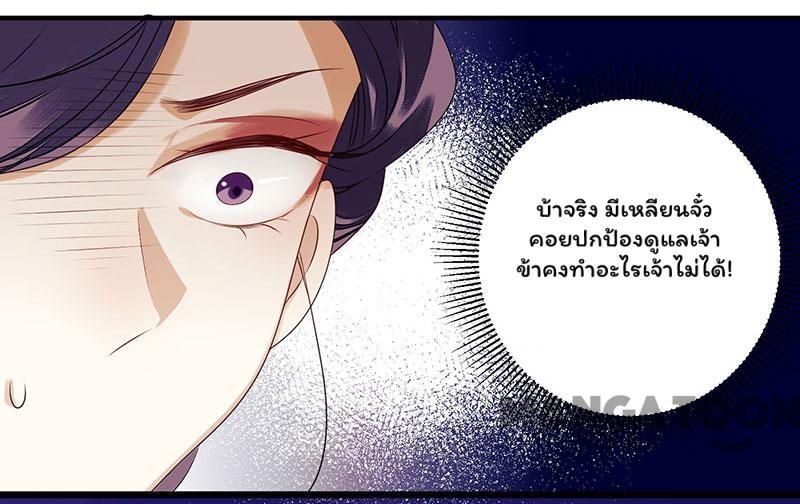 บ้าจริง มีเหลียนจิ๋ว
คอยปกป้องดูแลเจ้า
ข้าคงทำอะไรเจ้าไม่ได้!
MANGATOON